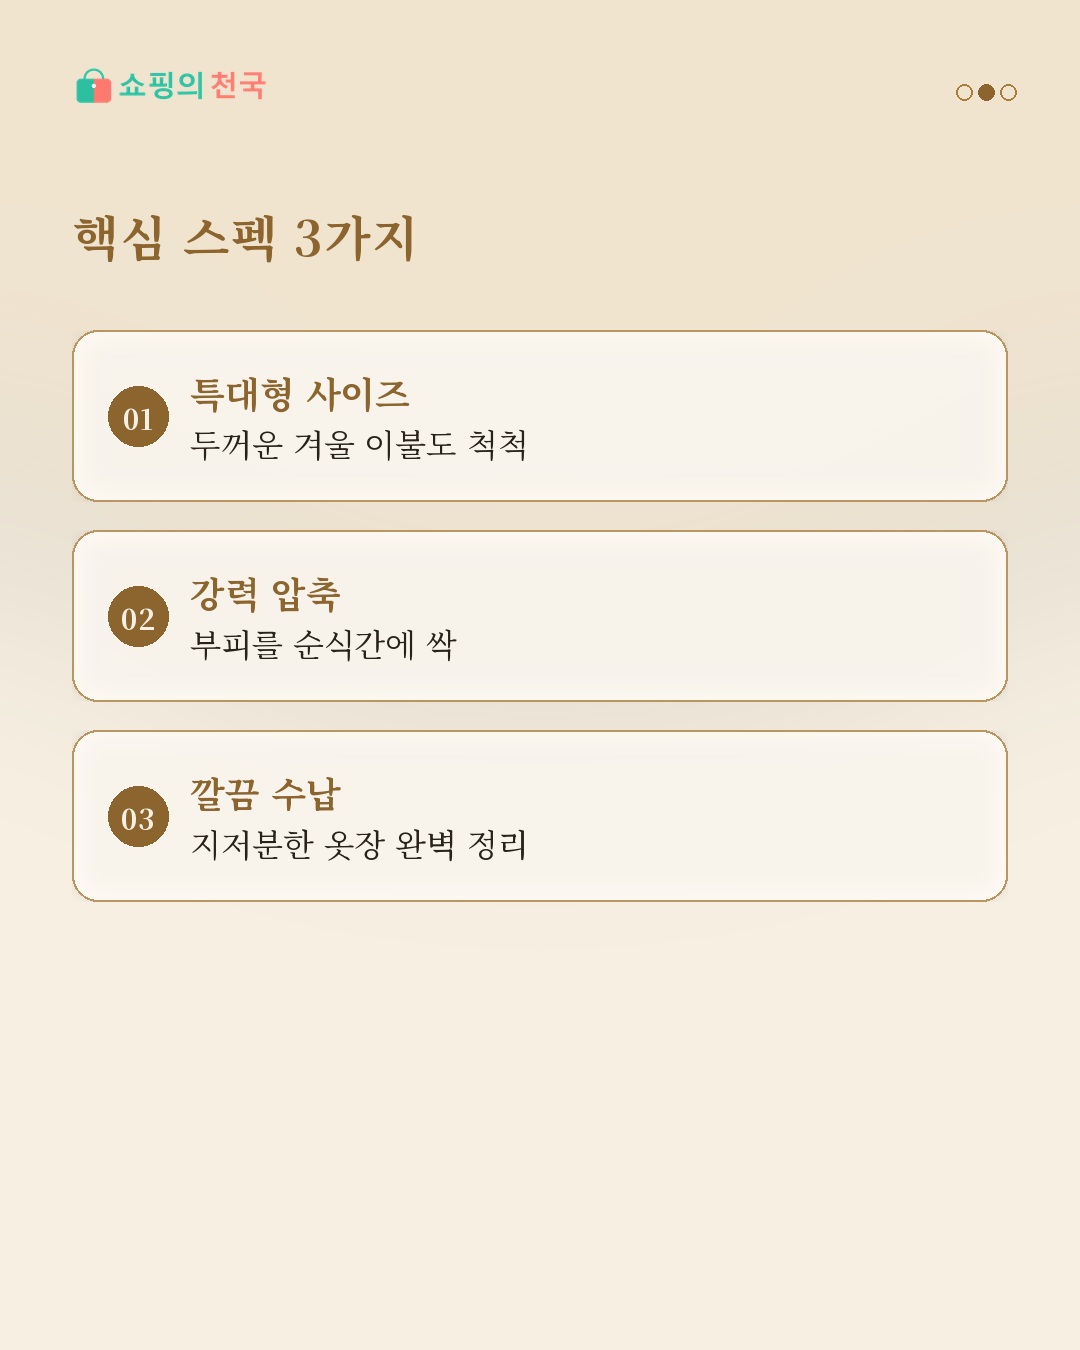 쇼핑의 천국
핵심 스펙 3가지
01
특대형 사이즈
두꺼운 겨울 이불도 척척
02
강력 압축
부피를 순식간에 싹
03
깔끔 수납
지저분한 옷장 완벽 정리